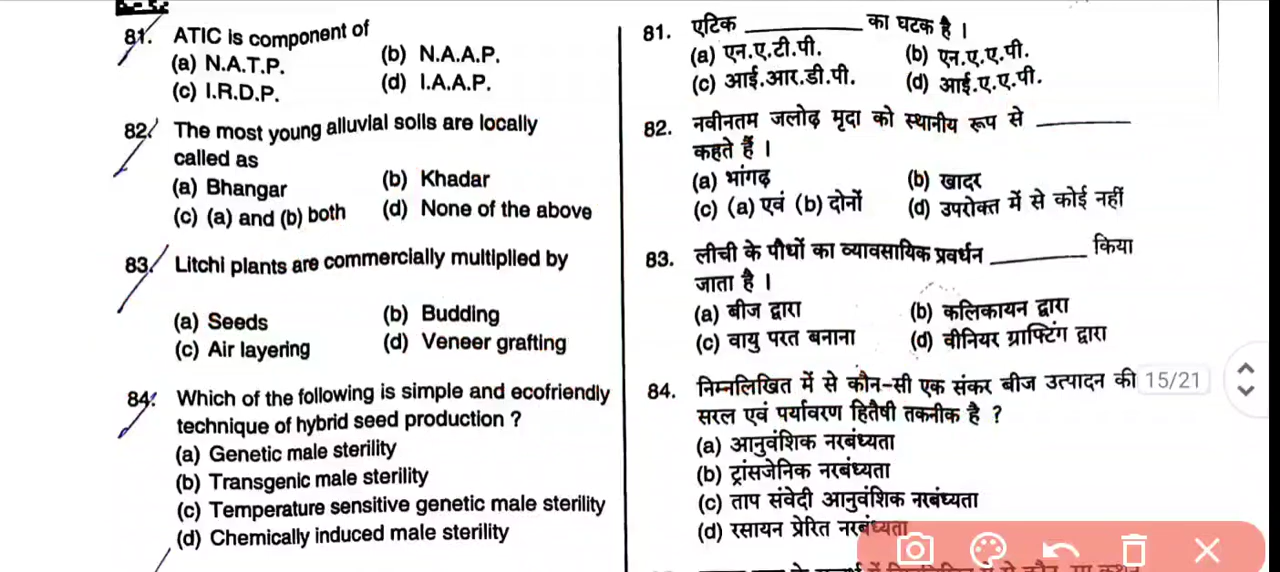 81. ATIC is component of
(a) N.A.T.P. (b) N.A.A.P.
(c) I.R.D.P. (d) I.A.A.P.
82. The most young alluvial soils are locally
called as
(a) Bhangar (b) Khadar
(c) (a) and (b) both (d) None of the above
83. Litchi plants are commercially multiplied by
(a) Seeds (b) Budding
(c) Air layering (d) Veneer grafting
84. Which of the following is simple and ecofriendly
technique of hybrid seed production ?
(a) Genetic male sterility
(b) Transgenic male sterility
(c) Temperature sensitive genetic male sterility
(d) Chemically induced male sterility
81. एटिक ________ का घटक है ।
(a) एन.ए.टी.पी. (b) एन.ए.ए.पी.
(c) आई.आर.डी.पी. (d) आई.ए.ए.पी.
82. नवीनतम जलोढ़ मृदा को स्थानीय रूप से ________
कहते हैं ।
(a) भांगढ़ (b) खादर
(c) (a) एवं (b) दोनों (d) उपरोक्त में से कोई नहीं
83. लीची के पौधों का व्यावसायिक प्रवर्धन ________ किया
जाता है ।
(a) बीज द्वारा (b) कलिकायन द्वारा
(c) वायु परत बनाना (d) वीनियर ग्राफ्टिंग द्वारा
84. निम्नलिखित में से कौन-सी एक संकर बीज उत्पादन की
सरल एवं पर्यावरण हितैषी तकनीक है ?
(a) आनुवंशिक नरबंध्यता
(b) ट्रांसजेनिक नरबंध्यता
(c) ताप संवेदी आनुवंशिक नरबंध्यता
(d) रसायन प्रेरित नरबंध्यता
15/21